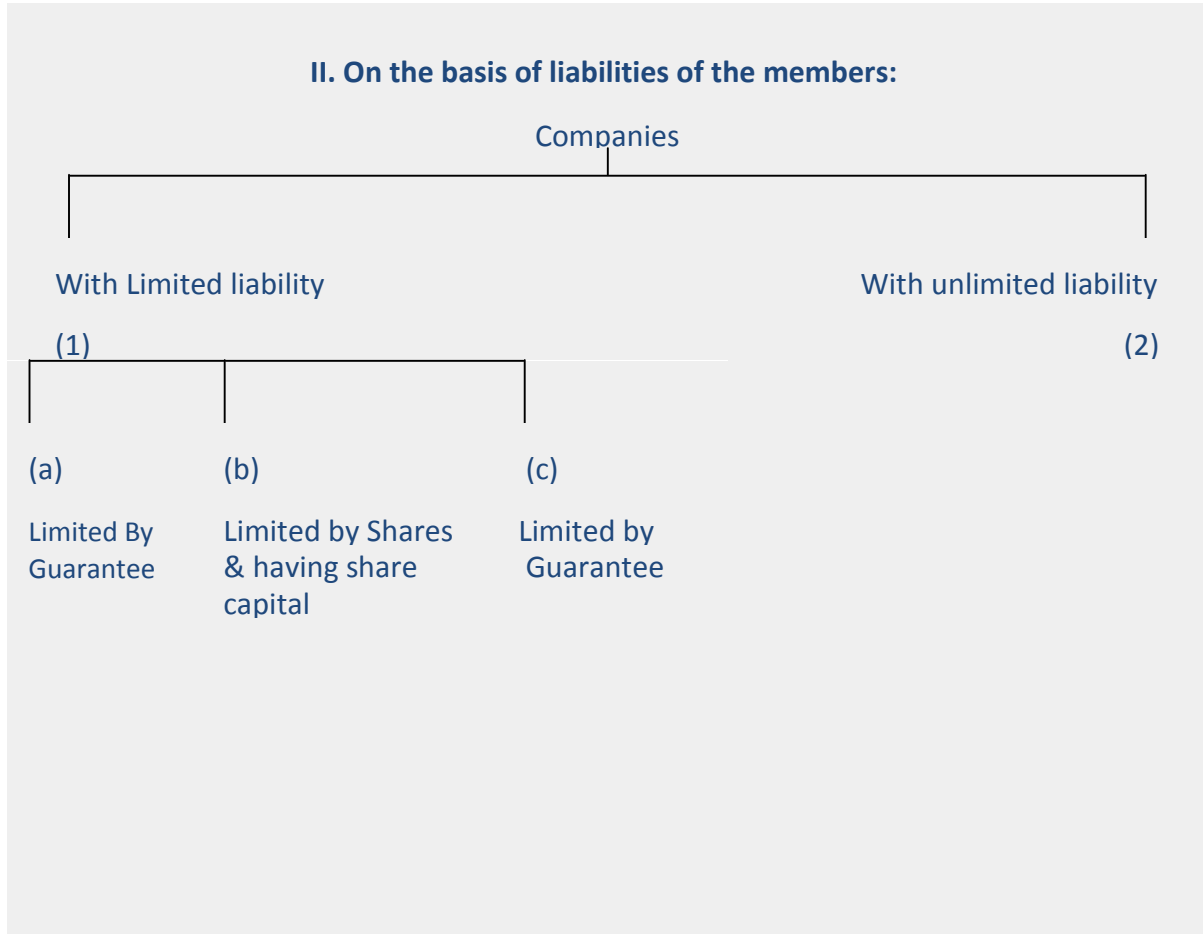 II. On the basis of liabilities of the members:
Companies
With Limited liability
With unlimited liability
(1)
(2)
(a)
(b)
(c)
Limited By
Guarantee
Limited by Shares
& having share
capital
Limited by
Guarantee